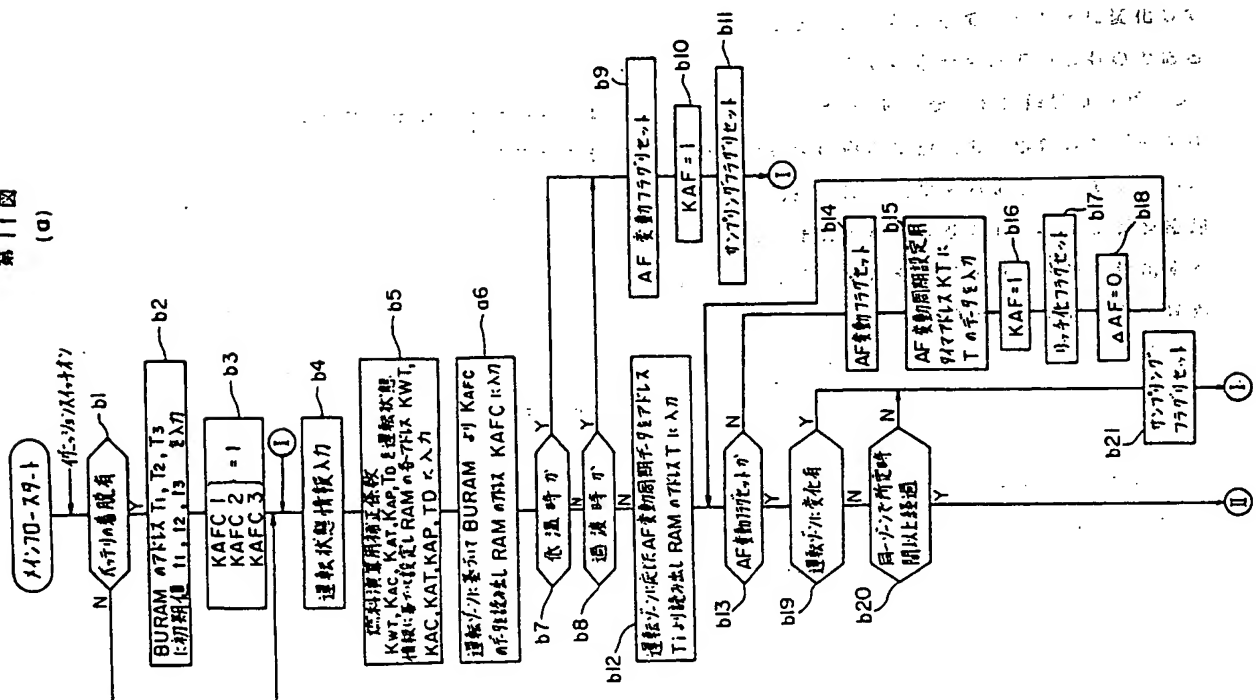 第11図
(a)
メインフロースタート
イグニッションスイッチオン
b1
バッテリの着脱有
N
Y
b2
BURAM のアドレス T1, T2, T3
に初期値 t1, t2, t3 を入力
b3
KAFC 1
KAFC 2
KAFC 3
= 1
I
b4
運転状態情報入力
b5
燃料演算用補正係数
KWT, KAC, KAT, KAP, TD を運転状態
情報に基づいて設定し RAM の各アドレス KWT,
KAC, KAT, KAP, TD へ入力
a6
運転ゾーンに基づいて BURAM より KAFC
のデータを読み出し RAM のアドレス KAFC に入力
b7
低温時か
Y
N
b8
過渡時か
Y
N
b9
AF 変動フラグリセット
b10
KAF = 1
b11
サンプリングフラグリセット
I
b12
運転ゾーンに応じたAF変動周期データをアドレス
Ti より読み出し RAM のアドレス T に入力
b13
AF変動フラグセットか
N
Y
b14
AF変動フラグセット
b15
AF変動周期設定用
タイマアドレス KT に
T のデータを入力
b16
KAF=1
b17
リッチ化フラグセット
b18
ΔAF=0
b19
運転ゾーンに変化有
Y
N
b20
同一ゾーンで所定時
間以上経過
N
Y
b21
サンプリング
フラグリセット
I
II